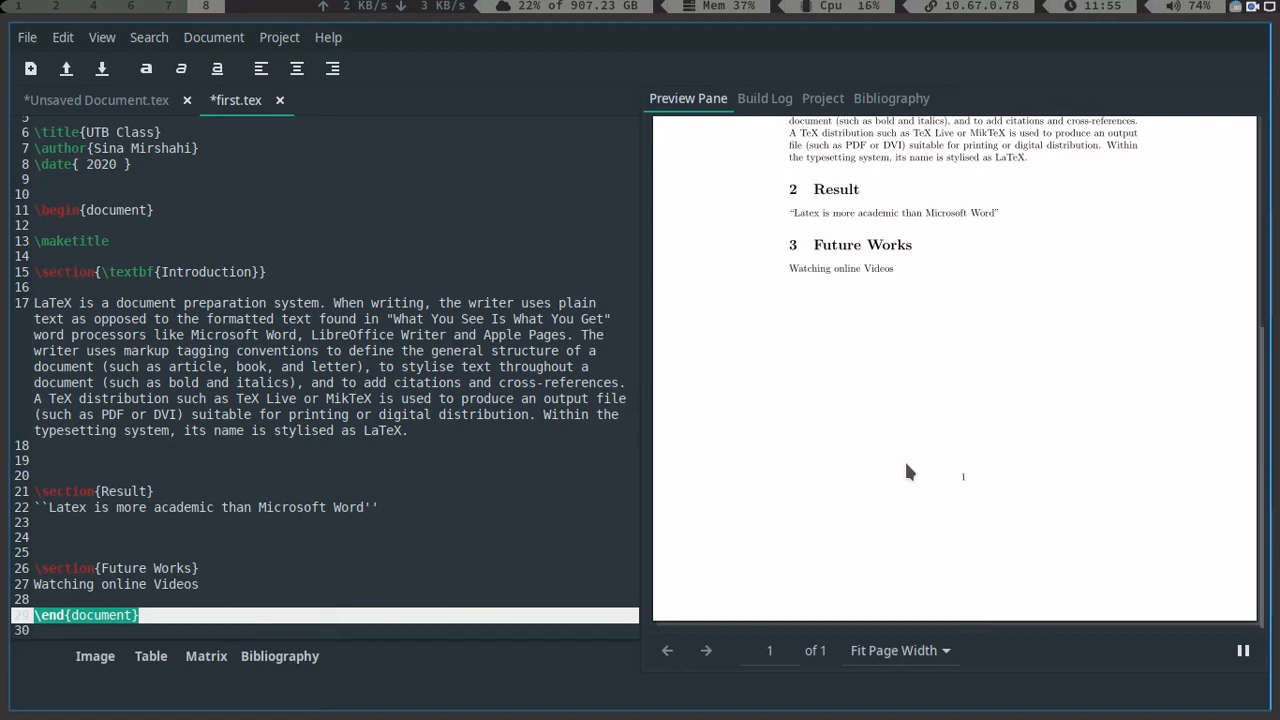 1 2 4 6 7 8 ↑ 2 KB/s ↓ 3 KB/s 22% of 907.23 GB Mem 37% Cpu 16% 10.67.0.78 11:55 74%
File Edit View Search Document Project Help
*Unsaved Document.tex × *first.tex ×
5
6 \title{UTB Class}
7 \author{Sina Mirshahi}
8 \date{ 2020 }
9
10
11 \begin{document}
12
13 \maketitle
14
15 \section{\textbf{Introduction}}
16
17 LaTeX is a document preparation system. When writing, the writer uses plain
text as opposed to the formatted text found in "What You See Is What You Get"
word processors like Microsoft Word, LibreOffice Writer and Apple Pages. The
writer uses markup tagging conventions to define the general structure of a
document (such as article, book, and letter), to stylise text throughout a
document (such as bold and italics), and to add citations and cross-references.
A TeX distribution such as TeX Live or MikTeX is used to produce an output file
(such as PDF or DVI) suitable for printing or digital distribution. Within the
typesetting system, its name is stylised as LaTeX.
18
19
20
21 \section{Result}
22 ``Latex is more academic than Microsoft Word''
23
24
25
26 \section{Future Works}
27 Watching online Videos
28
29 \end{document}
30
Image Table Matrix Bibliography
Preview Pane Build Log Project Bibliography
document (such as bold and italics), and to add citations and cross-references.
A TeX distribution such as TeX Live or MikTeX is used to produce an output
file (such as PDF or DVI) suitable for printing or digital distribution. Within
the typesetting system, its name is stylised as LaTeX.
2 Result
“Latex is more academic than Microsoft Word”
3 Future Works
Watching online Videos
1
1 of 1 Fit Page Width